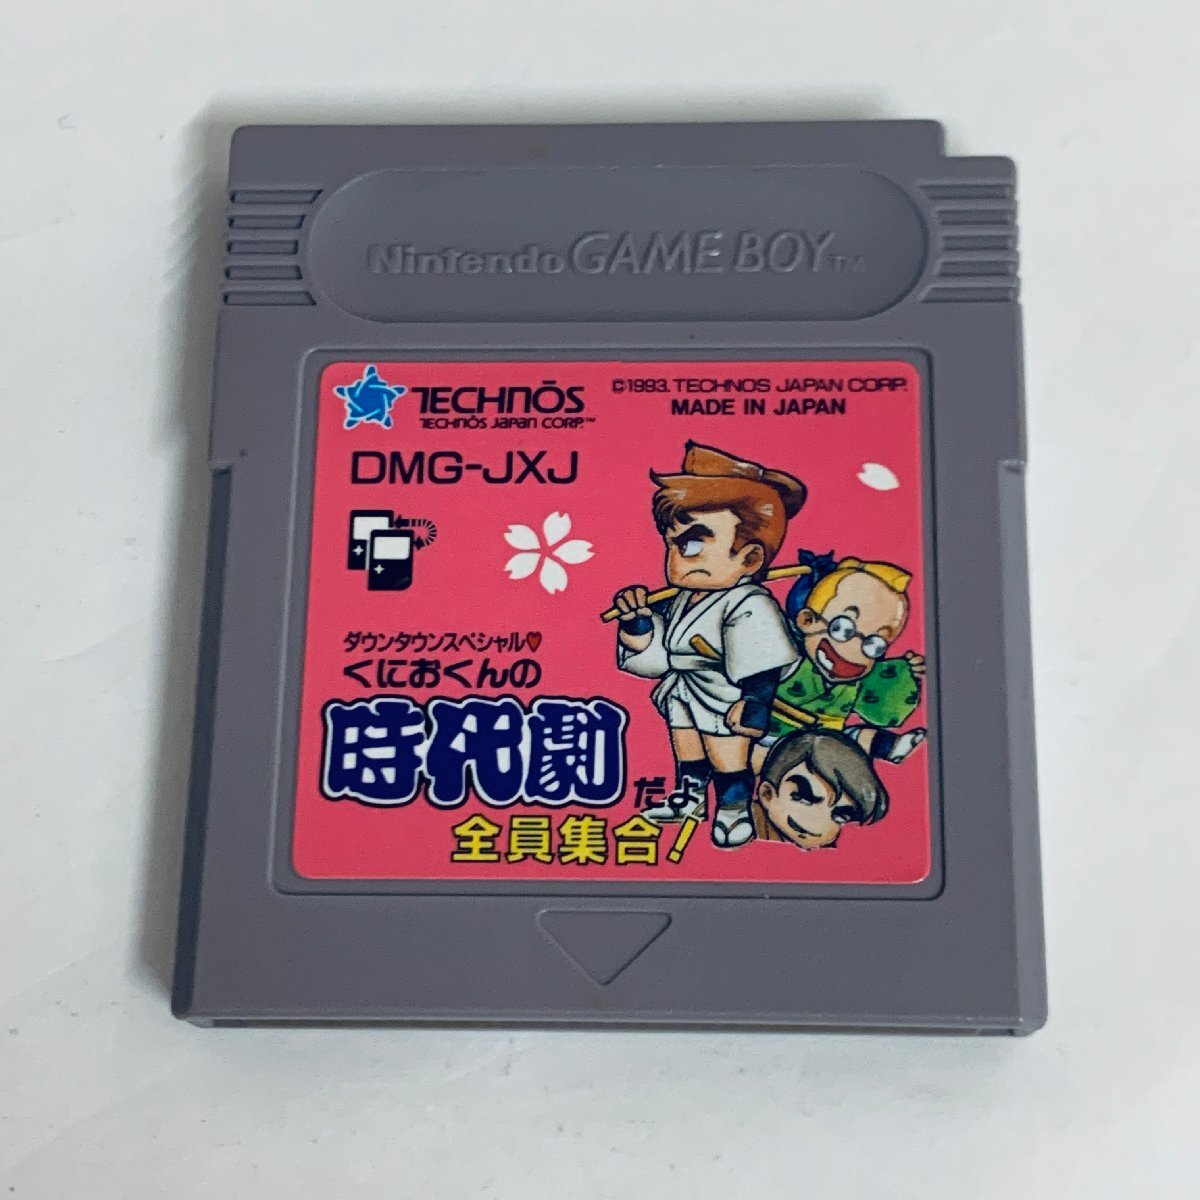 Nintendo GAME BOY™
TECHNŌS
TECHNŌS JAPAN CORP.™
©1993. TECHNOS JAPAN CORP.
MADE IN JAPAN
DMG-JXJ
ダウンタウンスペシャル♥
くにおくんの
時代劇だよ
全員集合!